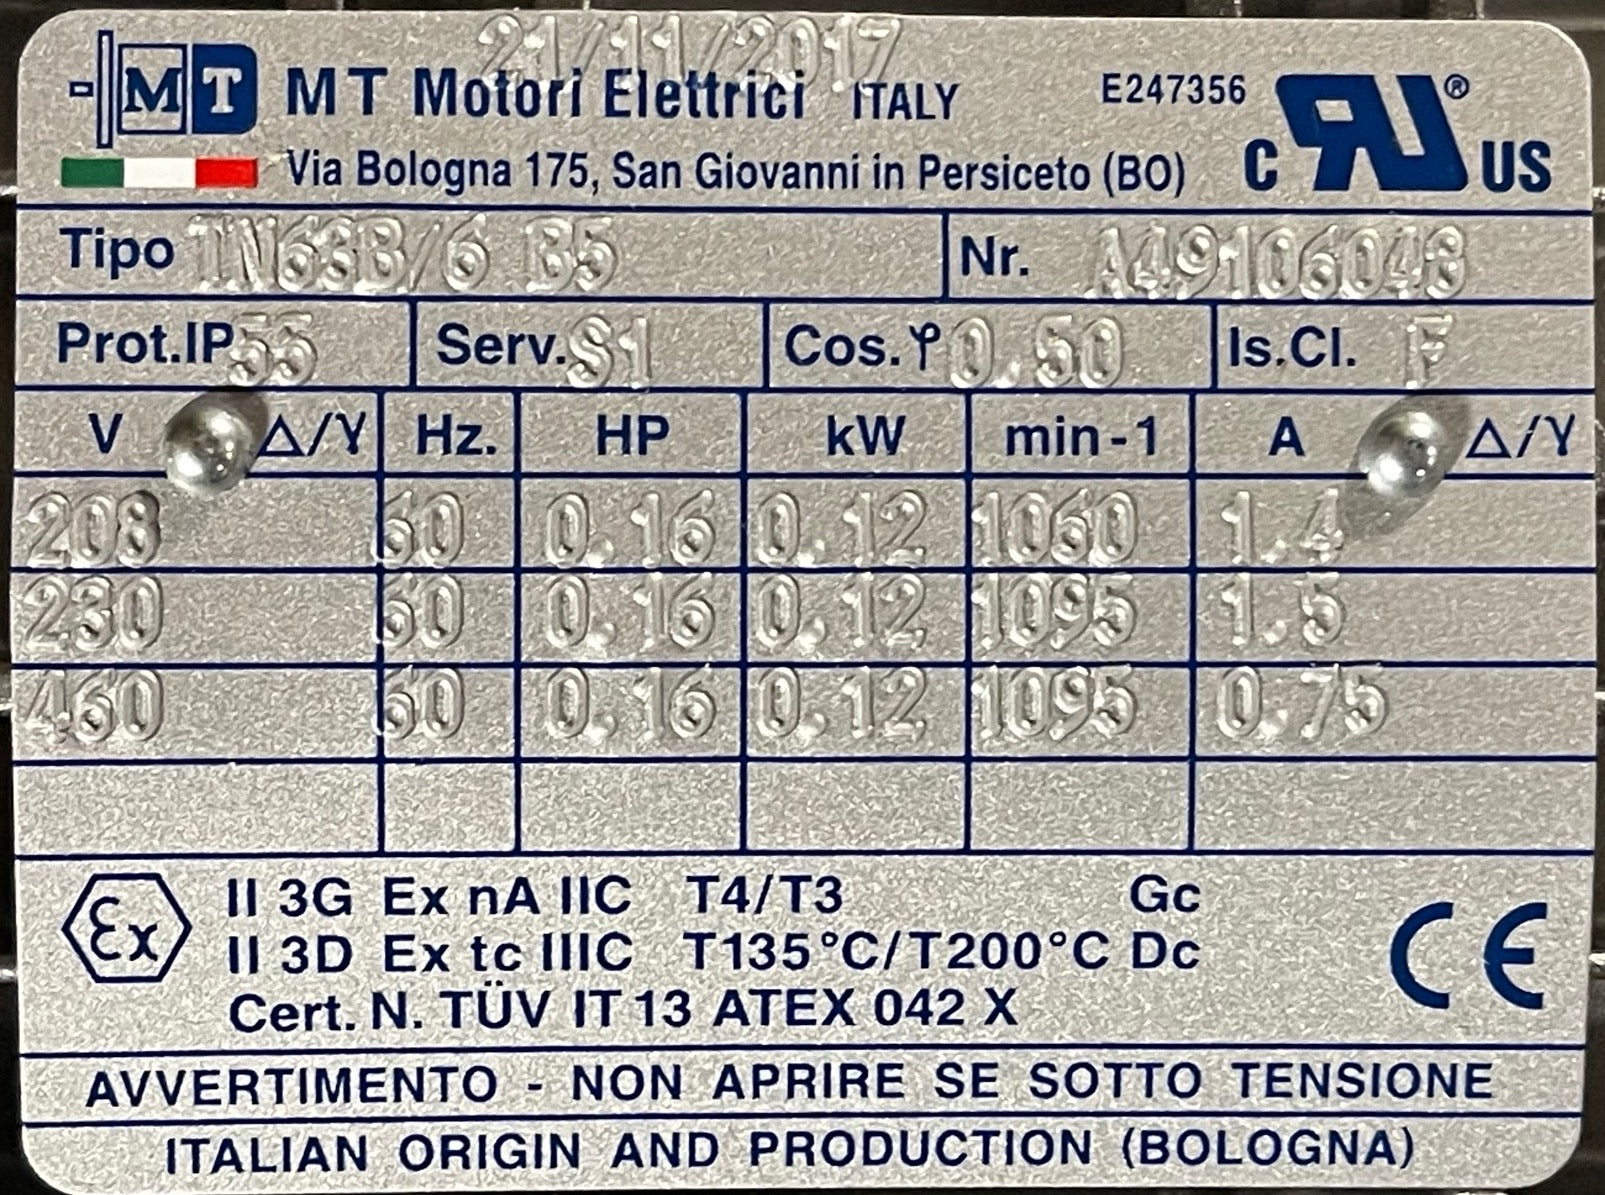 21/11/2017
MT MT Motori Elettrici ITALY E247356
Via Bologna 175, San Giovanni in Persiceto (BO) C US ®
Tipo TN63B/6 B5 Nr. A49106048
Prot.IP 55 Serv. S1 Cos.φ 0.50 Is.Cl. F
V Δ/Y Hz. HP kW min-1 A Δ/Y
208 60 0.16 0.12 1060 1.4
230 60 0.16 0.12 1095 1.5
460 60 0.16 0.12 1095 0.75
Ex II 3G Ex nA IIC T4/T3 Gc
II 3D Ex tc IIIC T135°C/T200°C Dc CE
Cert. N. TÜV IT 13 ATEX 042 X
AVVERTIMENTO - NON APRIRE SE SOTTO TENSIONE
ITALIAN ORIGIN AND PRODUCTION (BOLOGNA)